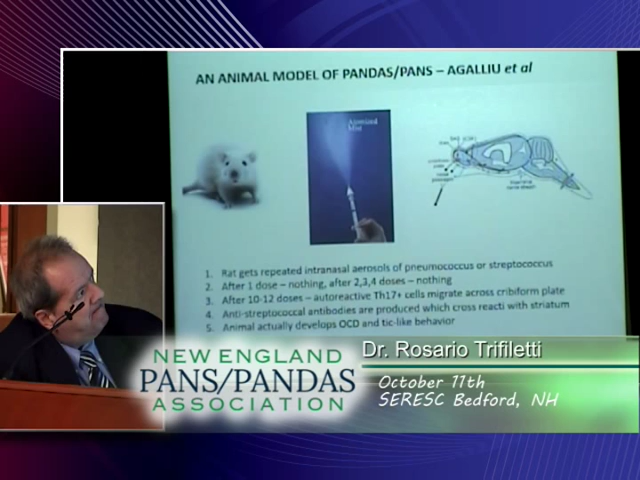 AN ANIMAL MODEL OF PANDAS/PANS – AGALLIU et al
Atomized
Mist
1. Rat gets repeated intranasal aerosols of pneumococcus or streptococcus
2. After 1 dose – nothing, after 2,3,4 doses – nothing
3. After 10-12 doses – autoreactive Th17+ cells migrate across cribiform plate
4. Anti-streptococcal antibodies are produced which cross reacti with striatum
5. Animal actually develops OCD and tic-like behavior
NEW ENGLAND
PANS/PANDAS
ASSOCIATION
Dr. Rosario Trifiletti
October 11th
SERESC Bedford, NH